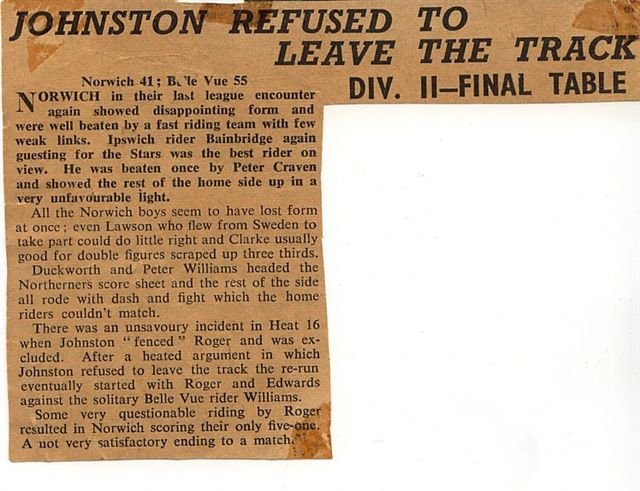 JOHNSTON REFUSED TO
LEAVE THE TRACK
DIV. II—FINAL TABLE
Norwich 41; Belle Vue 55
NORWICH in their last league encounter
again showed disappointing form and
were well beaten by a fast riding team with few
weak links. Ipswich rider Bainbridge again
guesting for the Stars was the best rider on
view. He was beaten once by Peter Craven
and showed the rest of the home side up in a
very unfavourable light.
All the Norwich boys seem to have lost form
at once; even Lawson who flew from Sweden to
take part could do little right and Clarke usually
good for double figures scraped up three thirds.
Duckworth and Peter Williams headed the
Northerners score sheet and the rest of the side
all rode with dash and fight which the home
riders couldn't match.
There was an unsavoury incident in Heat 16
when Johnston "fenced" Roger and was ex-
cluded. After a heated argument in which
Johnston refused to leave the track the re-run
eventually started with Roger and Edwards
against the solitary Belle Vue rider Williams.
Some very questionable riding by Roger
resulted in Norwich scoring their only five-one.
A not very satisfactory ending to a match.